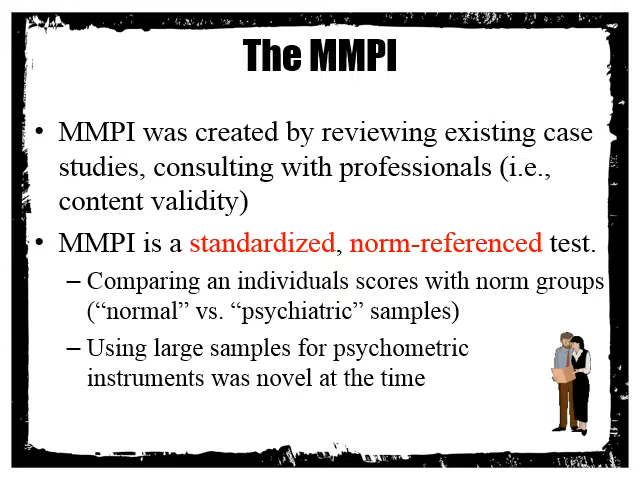 The MMPI
• MMPI was created by reviewing existing case
studies, consulting with professionals (i.e.,
content validity)
• MMPI is a standardized, norm-referenced test.
– Comparing an individuals scores with norm groups
(“normal” vs. “psychiatric” samples)
– Using large samples for psychometric
instruments was novel at the time